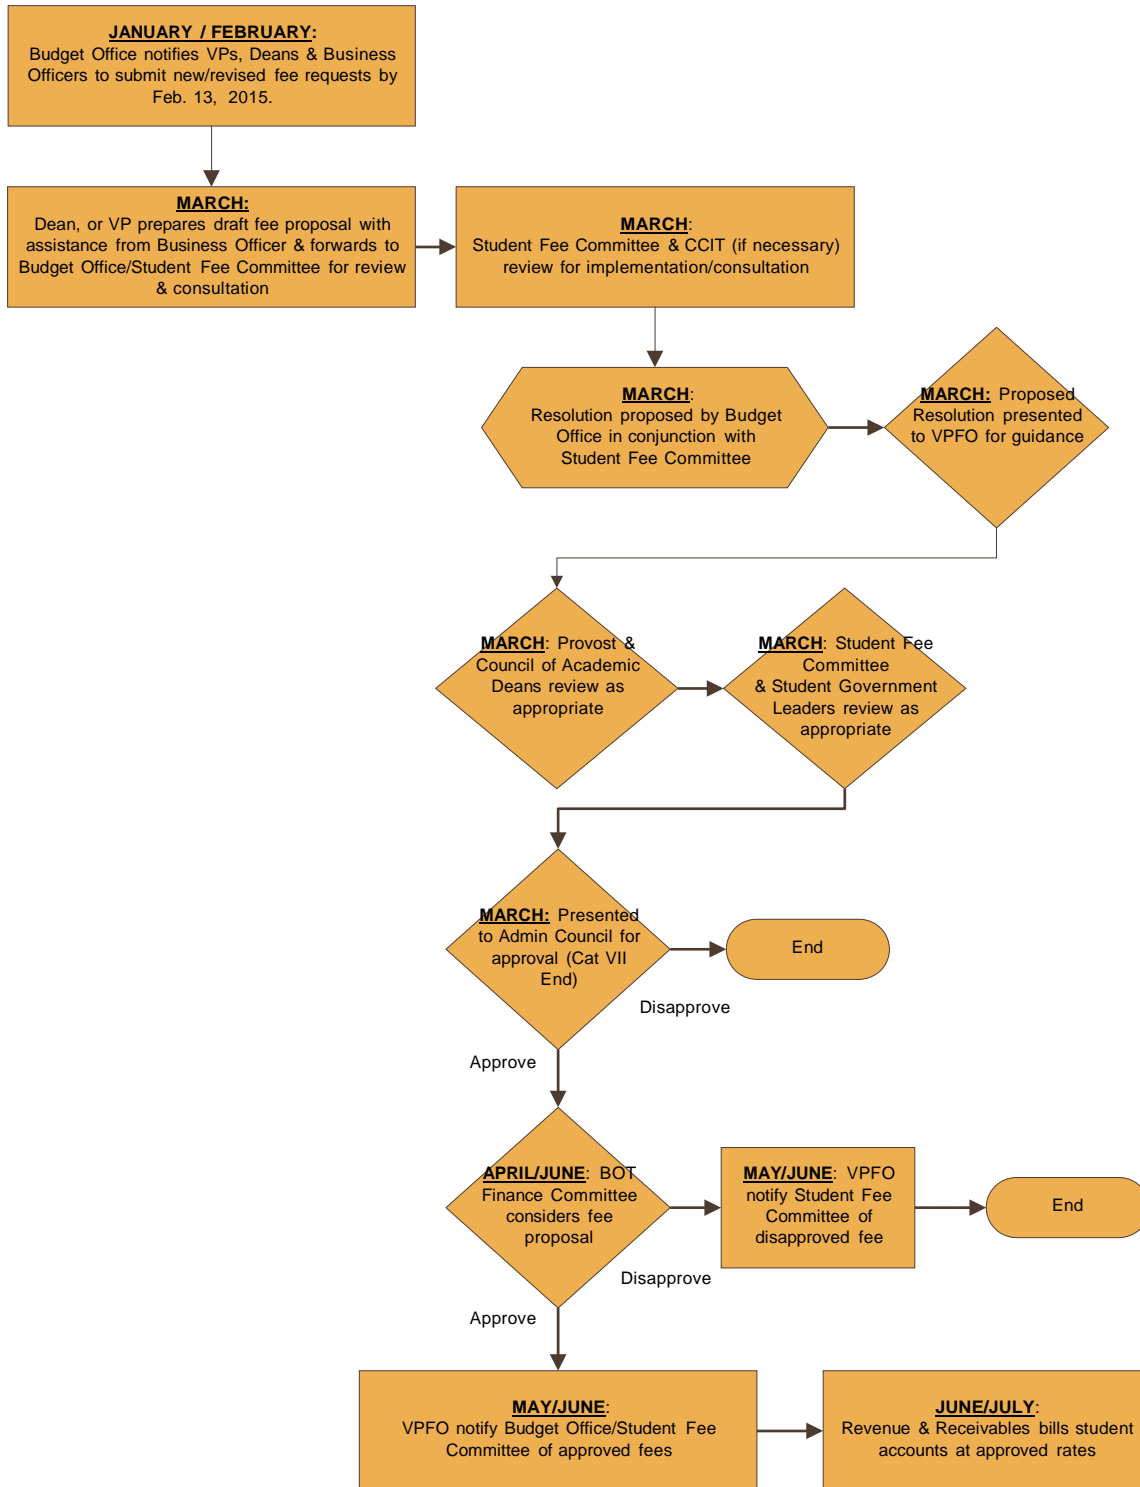 JANUARY / FEBRUARY:
Budget Office notifies VPs, Deans & Business
Officers to submit new/revised fee requests by
Feb. 13, 2015.
MARCH:
Dean, or VP prepares draft fee proposal with
assistance from Business Officer & forwards to
Budget Office/Student Fee Committee for review
& consultation
MARCH:
Student Fee Committee & CCIT (if necessary)
review for implementation/consultation
MARCH:
Resolution proposed by Budget
Office in conjunction with
Student Fee Committee
MARCH: Proposed
Resolution presented
to VPFO for guidance
MARCH: Provost &
Council of Academic
Deans review as
appropriate
MARCH: Student Fee
Committee
& Student Government
Leaders review as
appropriate
MARCH: Presented
to Admin Council for
approval (Cat VII
End)
End
Disapprove
Approve
APRIL/JUNE: BOT
Finance Committee
considers fee
proposal
MAY/JUNE: VPFO
notify Student Fee
Committee of
disapproved fee
End
Disapprove
Approve
MAY/JUNE:
VPFO notify Budget Office/Student Fee
Committee of approved fees
JUNE/JULY:
Revenue & Receivables bills student
accounts at approved rates